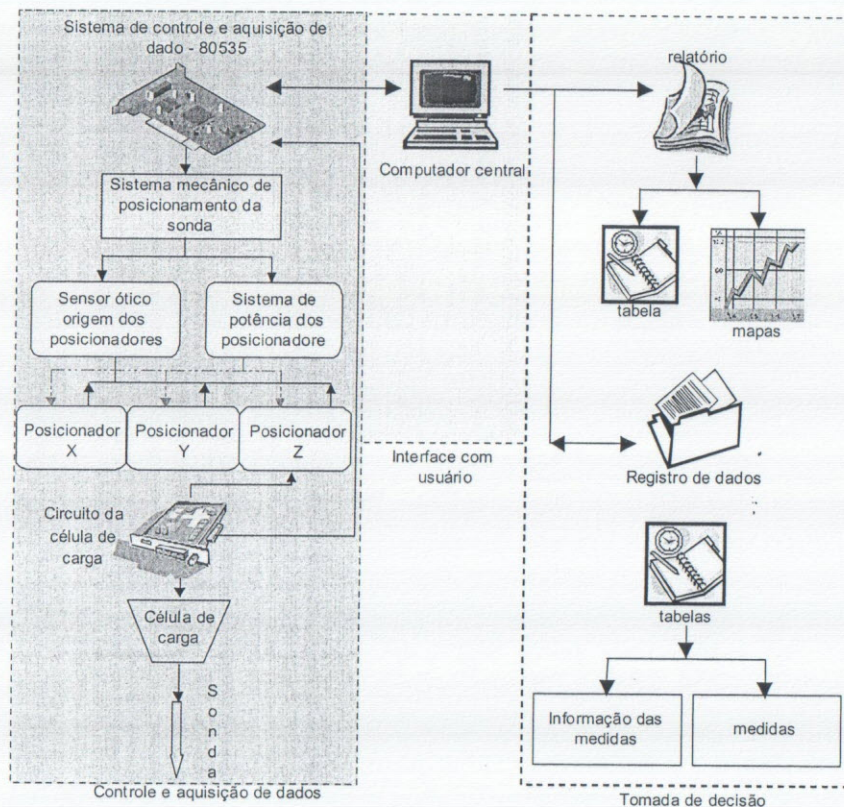 Sistema de controle e aquisição de
dado - 80535
Sistema mecânico de
posicionamento da
sonda
Sensor ótico
origem dos
posicionadores
Sistema de
potência dos
posicionadore
Posicionador
X
Posicionador
Y
Posicionador
Z
Circuito da
célula de
carga
Célula de
carga
Sonda
Controle e aquisição de dados
Computador central
Interface com
usuário
relatório
tabela
mapas
Registro de dados
tabelas
Informação das
medidas
medidas
Tomada de decisão